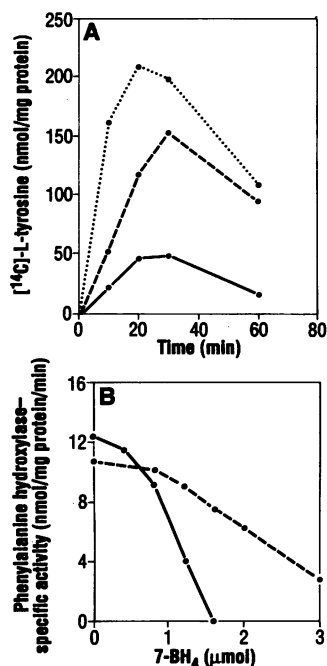 A
[14C]-L-tyrosine (nmol/mg protein)
250
200
150
100
50
0
0 20 40 60 80
Time (min)
B
Phenylalanine hydroxylase–
specific activity (nmol/mg protein/min)
16
12
8
4
0
0 1 2 3
7-BH4 (µmol)